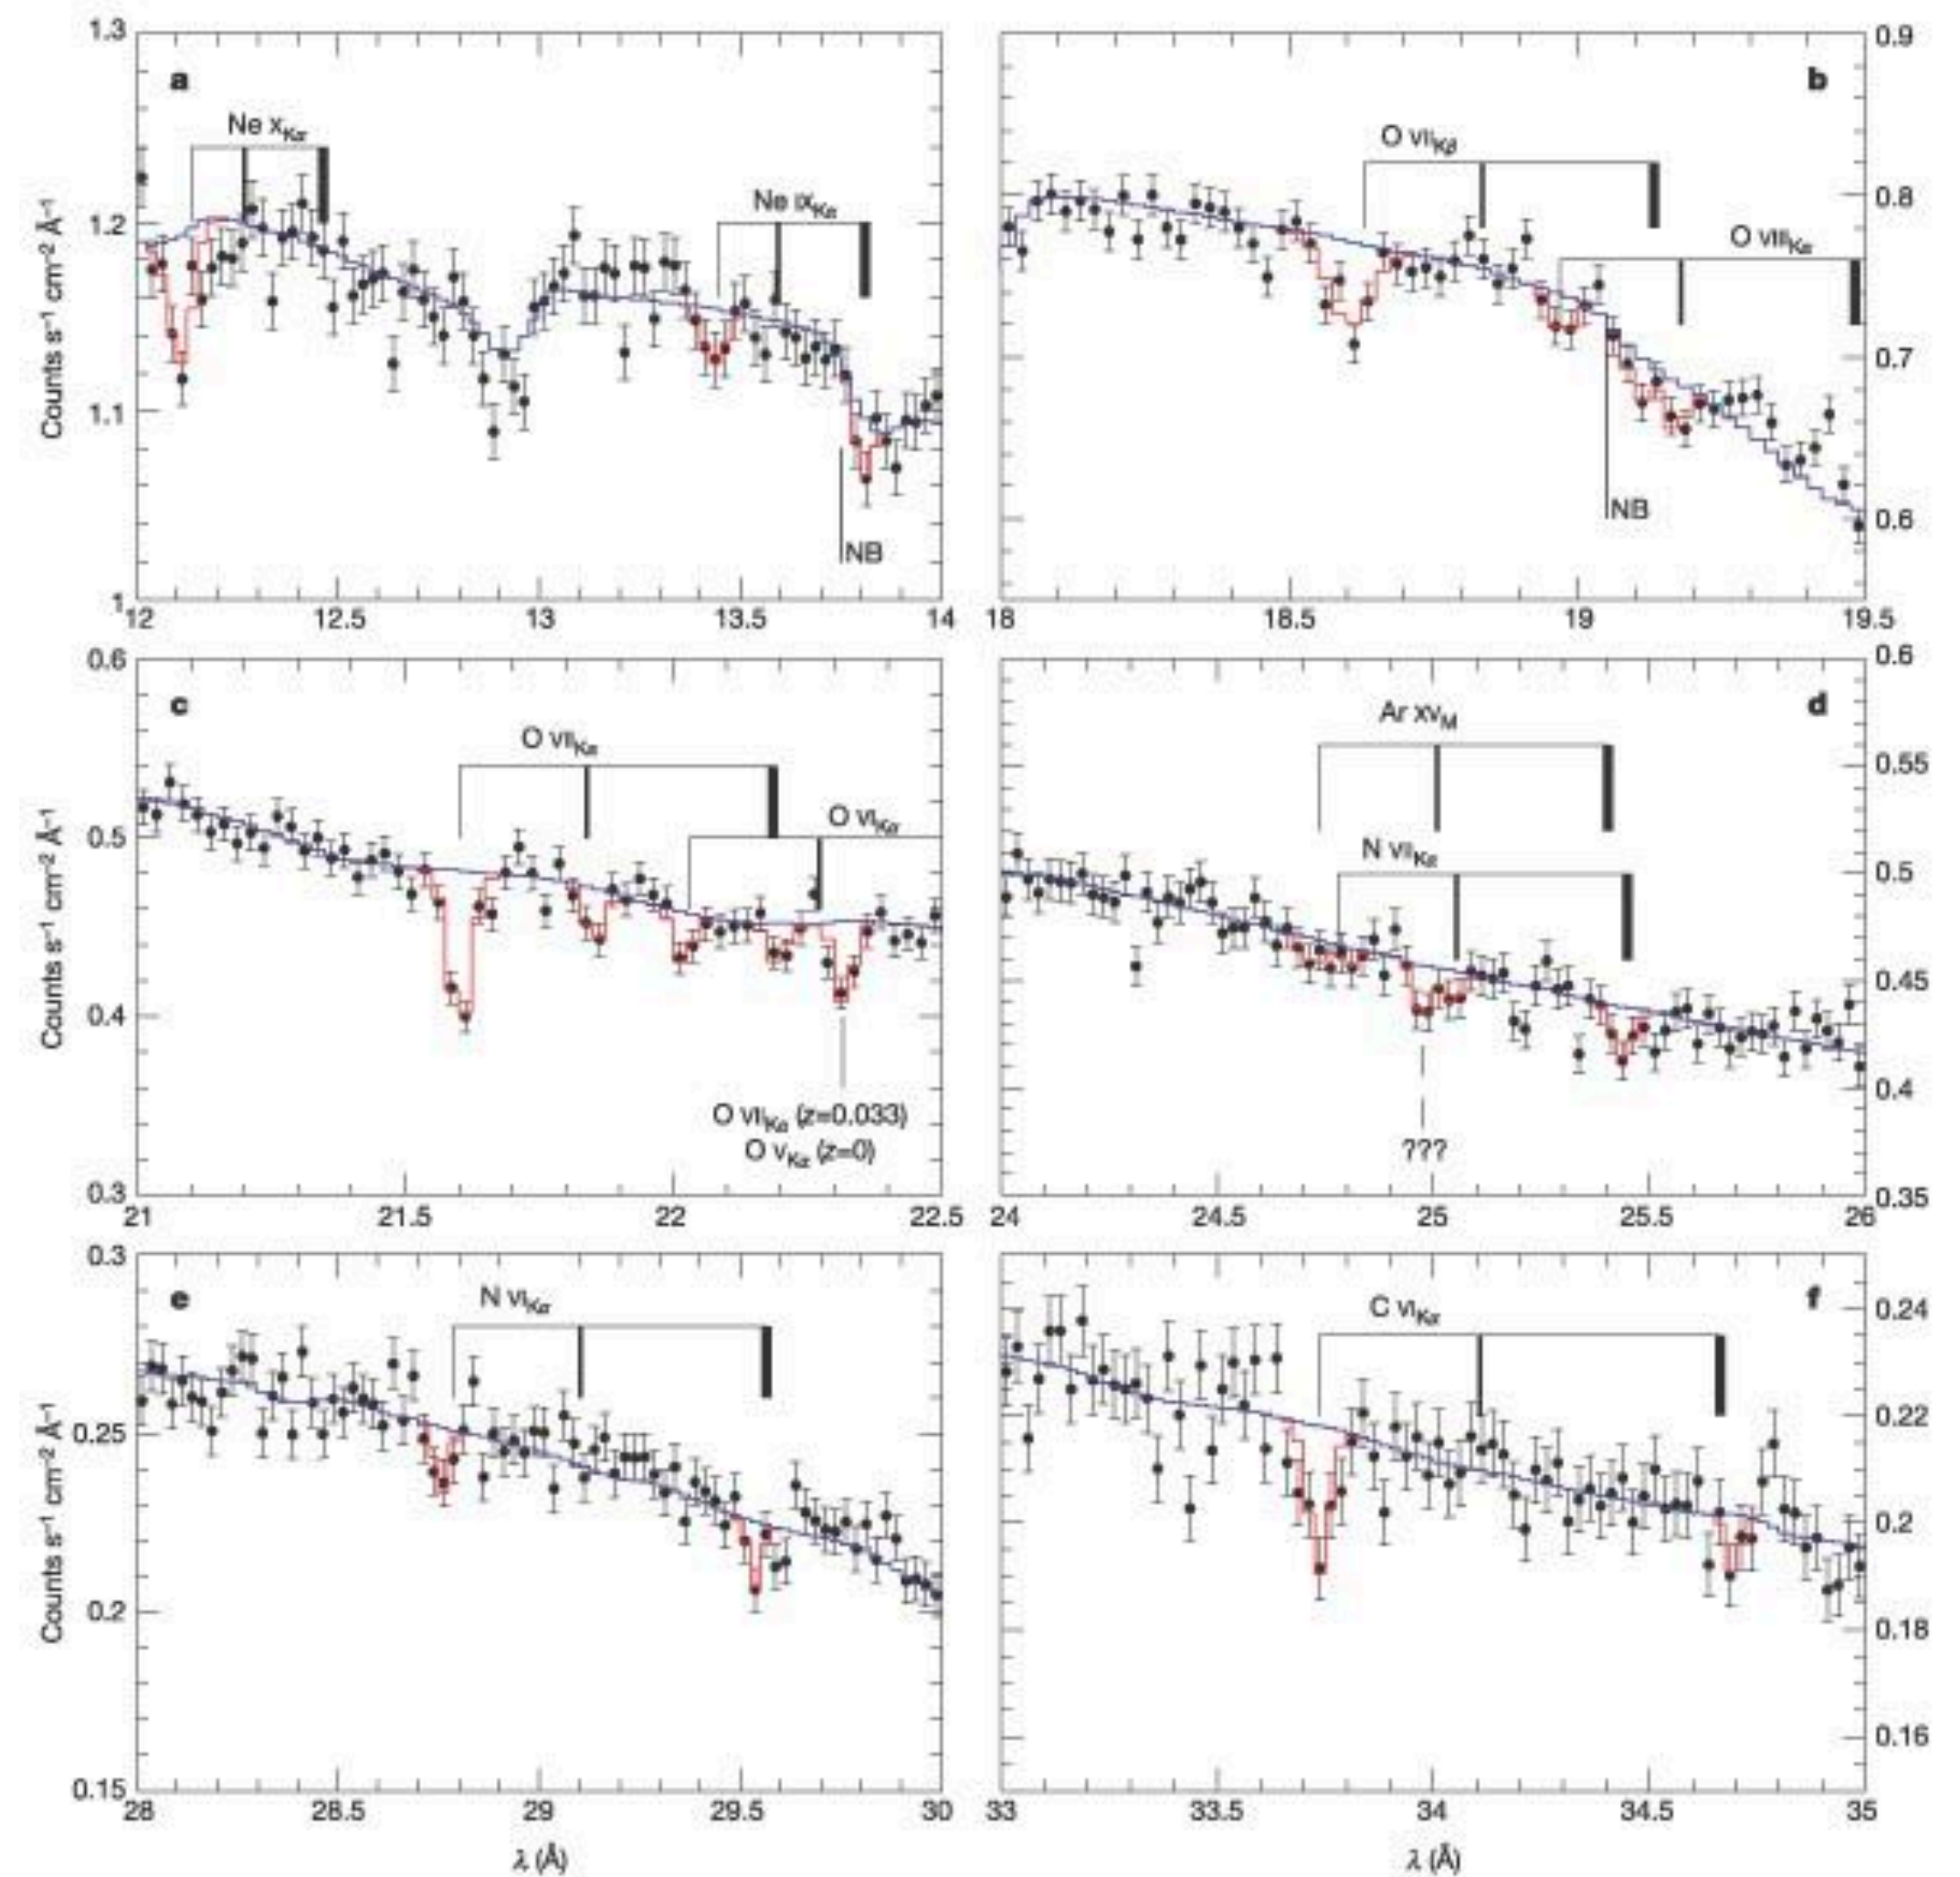 a
Ne X Kα
Ne IX Kα
NB
Counts s⁻¹ cm⁻² Å⁻¹
1.3
1.2
1.1
1
12 12.5 13 13.5 14
b
O VII Kβ
O VIII Kα
NB
0.9
0.8
0.7
0.6
18 18.5 19 19.5
c
O VII Kα
O VI Kα
O VII Kα (z=0.033)
O V Kα (z=0)
Counts s⁻¹ cm⁻² Å⁻¹
0.6
0.5
0.4
0.3
21 21.5 22 22.5
d
Ar XV M
N VII Kα
???
0.6
0.55
0.5
0.45
0.4
0.35
24 24.5 25 25.5 26
e
N VI Kα
Counts s⁻¹ cm⁻² Å⁻¹
0.3
0.25
0.2
0.15
28 28.5 29 29.5 30
λ (Å)
f
C VI Kα
0.24
0.22
0.2
0.18
0.16
33 33.5 34 34.5 35
λ (Å)